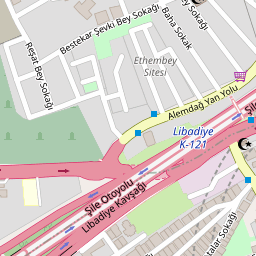 Bestekar Şevki Bey Sokağı
Baha Sokak
Reşat Bey Sokağı
Ethembey
Sitesi
Alemdağ Yan Yolu
Libadiye
K-121
Şile Otoyolu
Libadiye Kavşağı